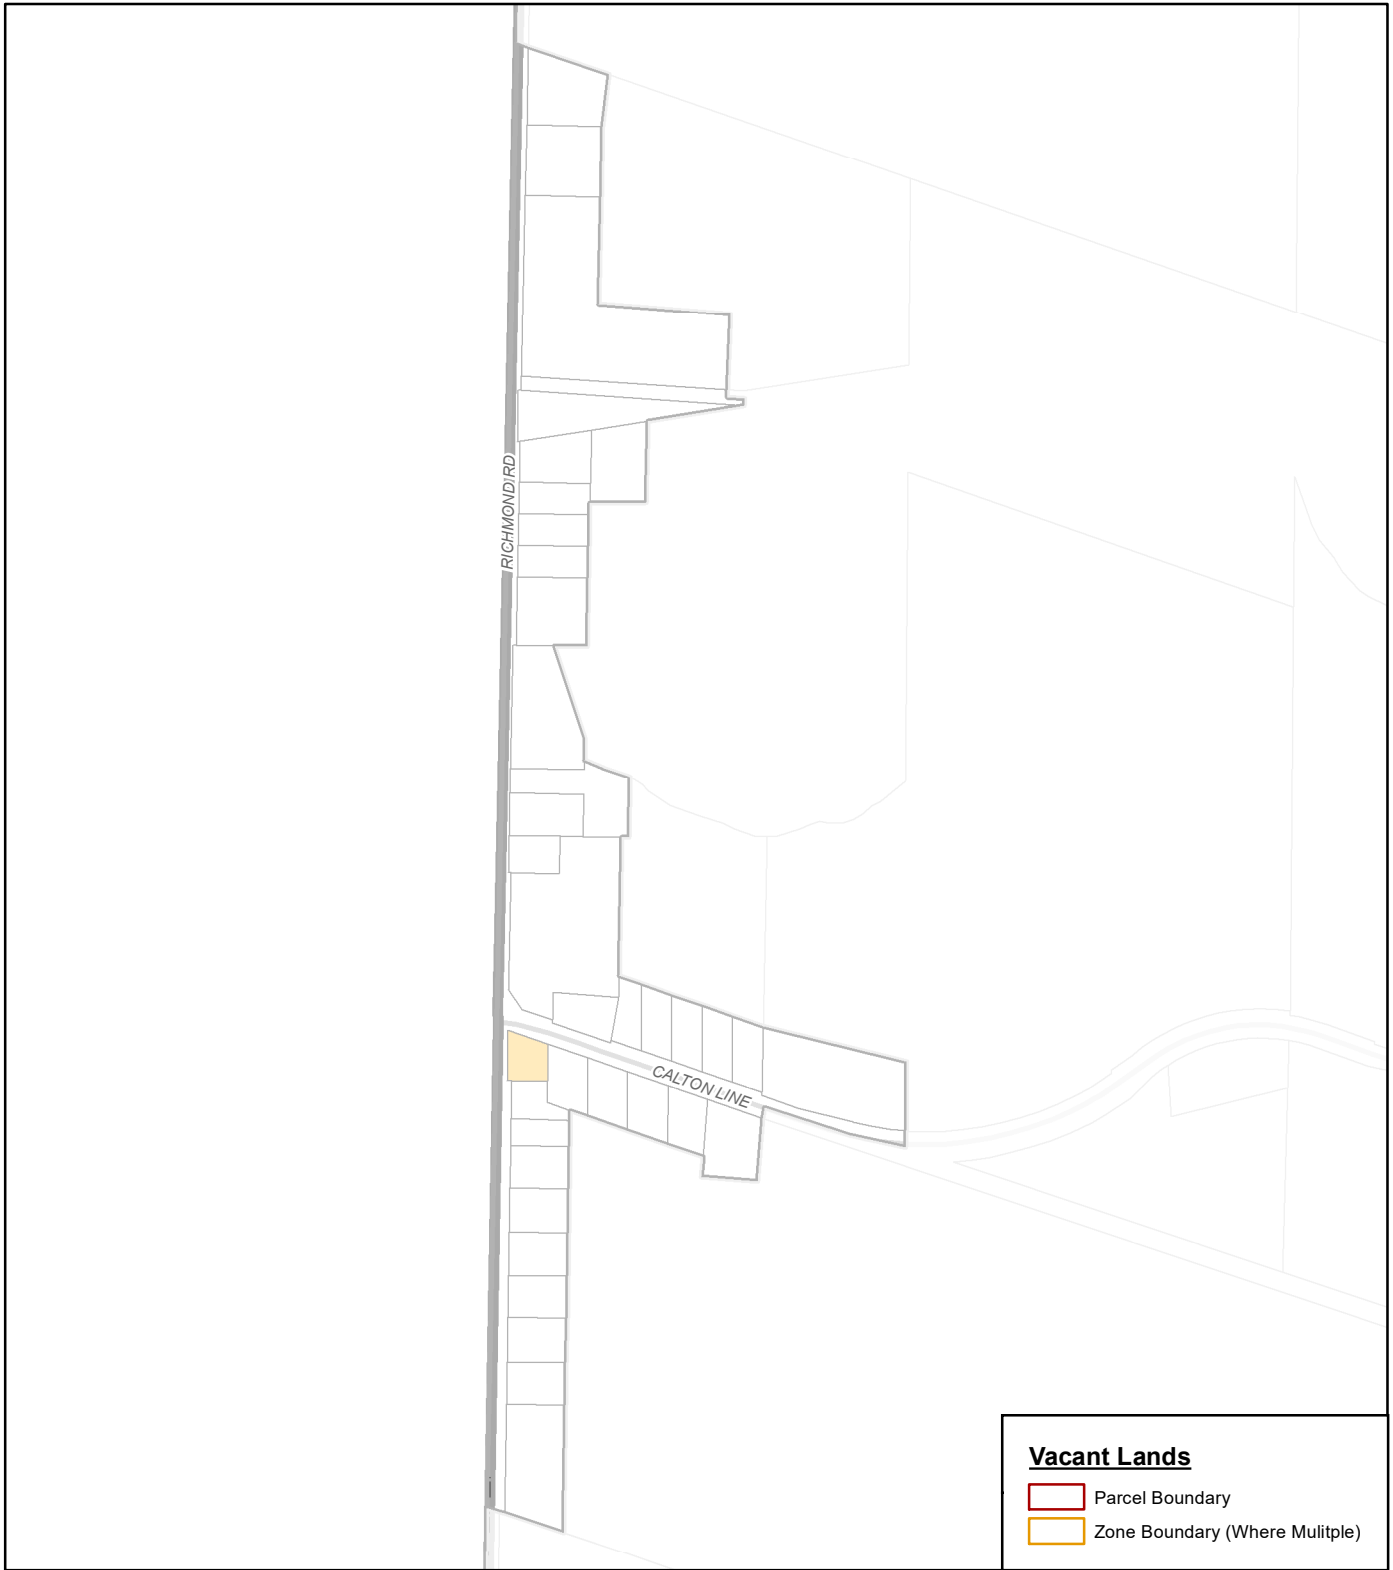 RICHMOND RD
CALTON LINE
Vacant Lands
Parcel Boundary
Zone Boundary (Where Mulitple)